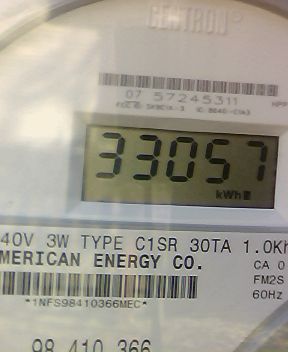 CENTRON®
07 57245311
33057
kWh
40V 3W TYPE C1SR 30TA 1.0Kh
MERICAN ENERGY CO.
CA 0
FM2S
60Hz
*1NFS98410366MEC*
98 410 366